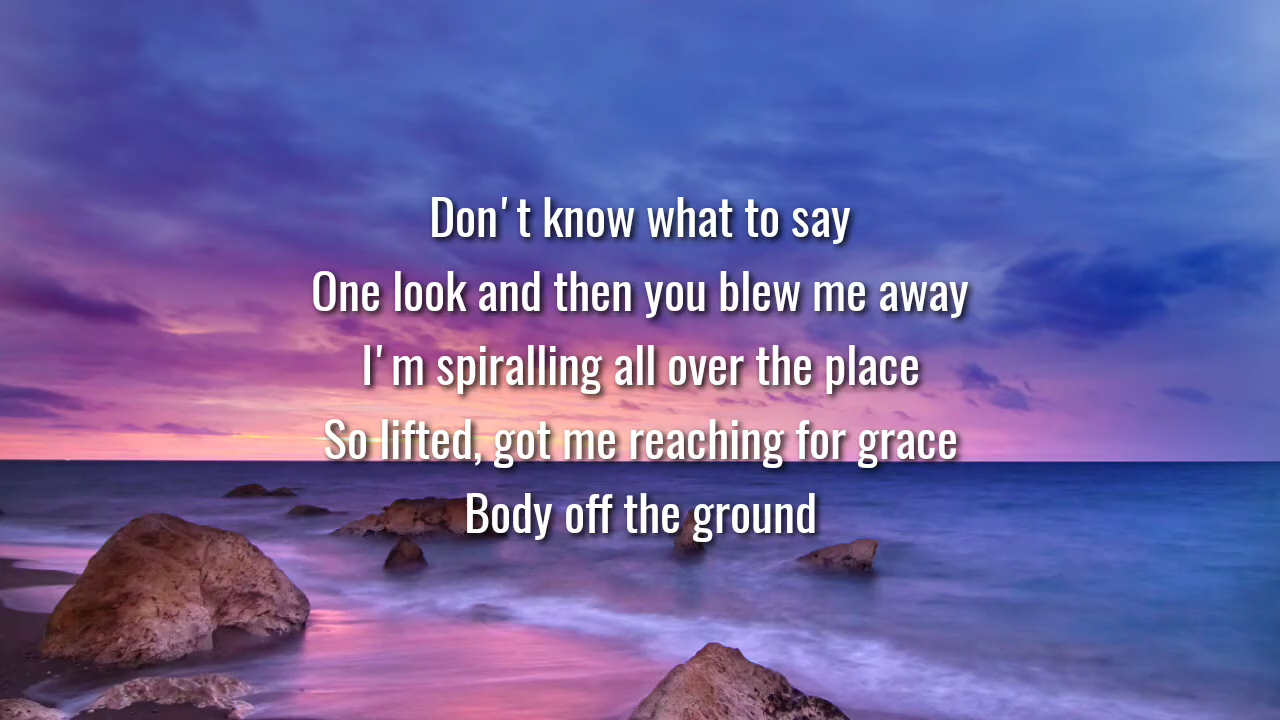 Don't know what to say
One look and then you blew me away
I'm spiralling all over the place
So lifted, got me reaching for grace
Body off the ground